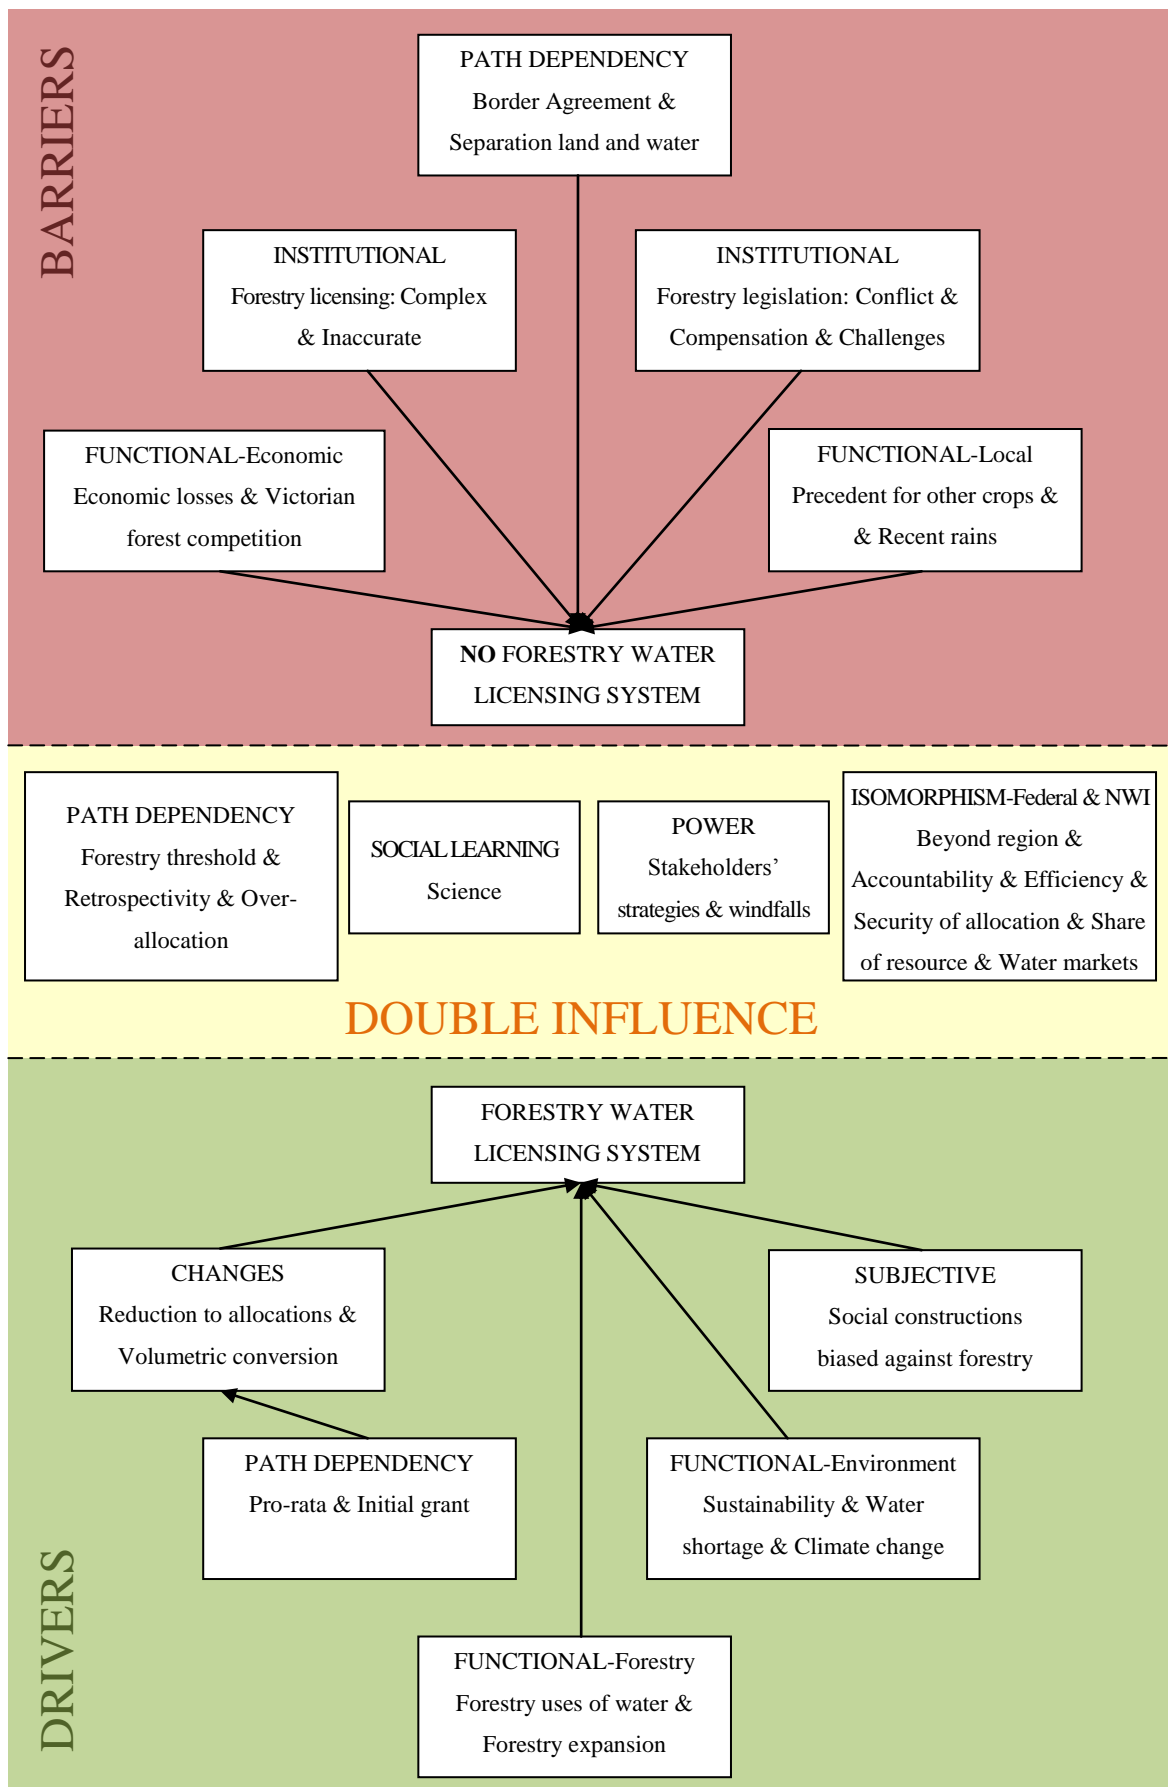 BARRIERS
PATH DEPENDENCY
Border Agreement &
Separation land and water
INSTITUTIONAL
Forestry licensing: Complex
& Inaccurate
INSTITUTIONAL
Forestry legislation: Conflict &
Compensation & Challenges
FUNCTIONAL-Economic
Economic losses & Victorian
forest competition
FUNCTIONAL-Local
Precedent for other crops &
& Recent rains
NO FORESTRY WATER
LICENSING SYSTEM
PATH DEPENDENCY
Forestry threshold &
Retrospectivity & Over-
allocation
SOCIAL LEARNING
Science
POWER
Stakeholders’
strategies & windfalls
ISOMORPHISM-Federal & NWI
Beyond region &
Accountability & Efficiency &
Security of allocation & Share
of resource & Water markets
DOUBLE INFLUENCE
FORESTRY WATER
LICENSING SYSTEM
CHANGES
Reduction to allocations &
Volumetric conversion
SUBJECTIVE
Social constructions
biased against forestry
PATH DEPENDENCY
Pro-rata & Initial grant
FUNCTIONAL-Environment
Sustainability & Water
shortage & Climate change
FUNCTIONAL-Forestry
Forestry uses of water &
Forestry expansion
DRIVERS